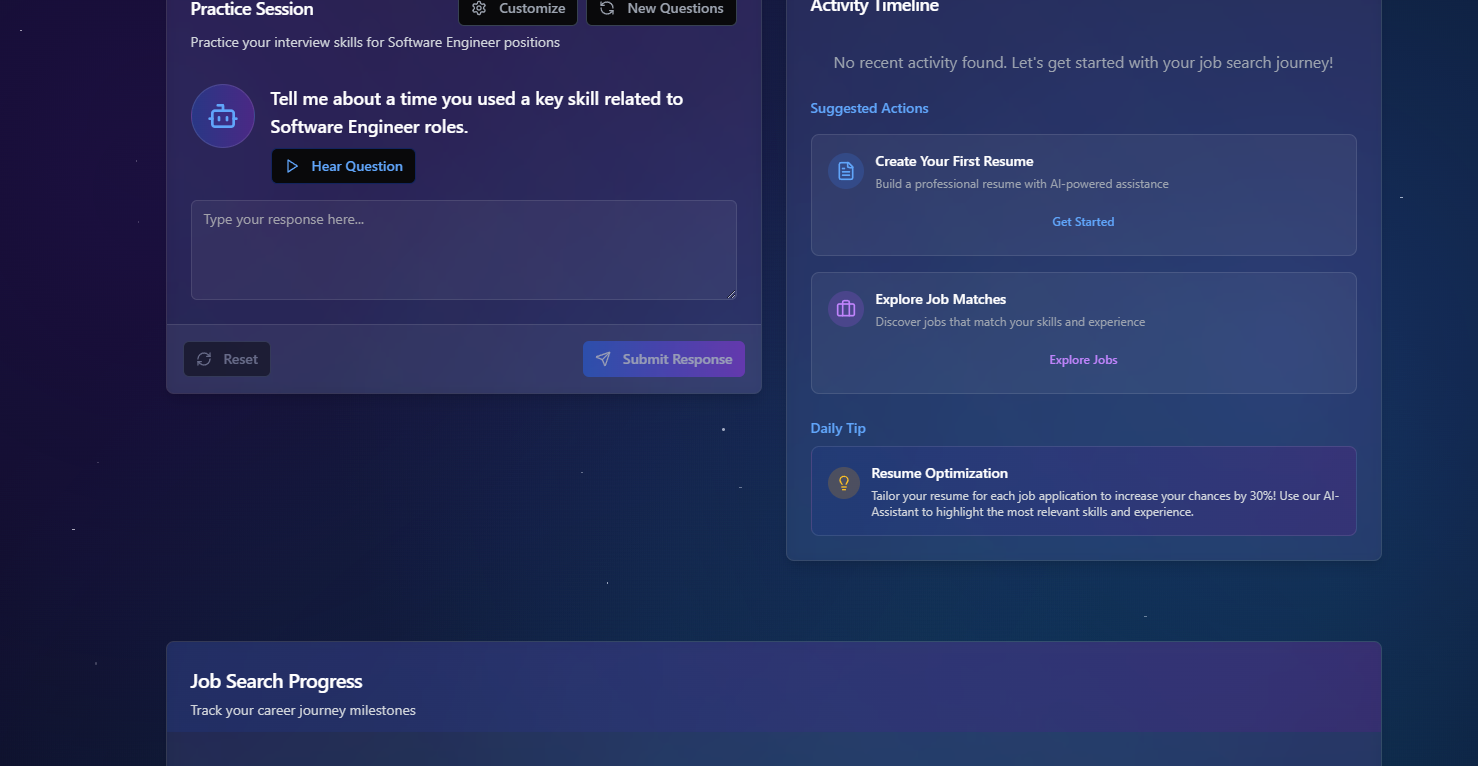 Practice Session
Customize
New Questions
Practice your interview skills for Software Engineer positions
Tell me about a time you used a key skill related to
Software Engineer roles.
Hear Question
Type your response here...
Reset
Submit Response
Activity Timeline
No recent activity found. Let's get started with your job search journey!
Suggested Actions
Create Your First Resume
Build a professional resume with AI-powered assistance
Get Started
Explore Job Matches
Discover jobs that match your skills and experience
Explore Jobs
Daily Tip
Resume Optimization
Tailor your resume for each job application to increase your chances by 30%! Use our AI-
Assistant to highlight the most relevant skills and experience.
Job Search Progress
Track your career journey milestones